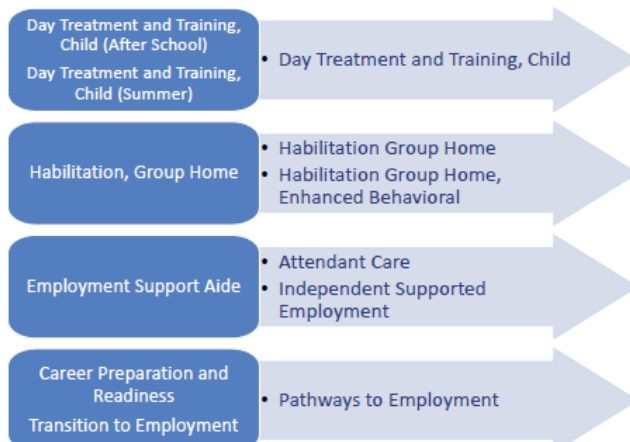 Day Treatment and Training,
Child (After School)
Day Treatment and Training,
Child (Summer)
• Day Treatment and Training, Child
Habilitation, Group Home
• Habilitation Group Home
• Habilitation Group Home,
Enhanced Behavioral
Employment Support Aide
• Attendant Care
• Independent Supported
Employment
Career Preparation and
Readiness
Transition to Employment
• Pathways to Employment